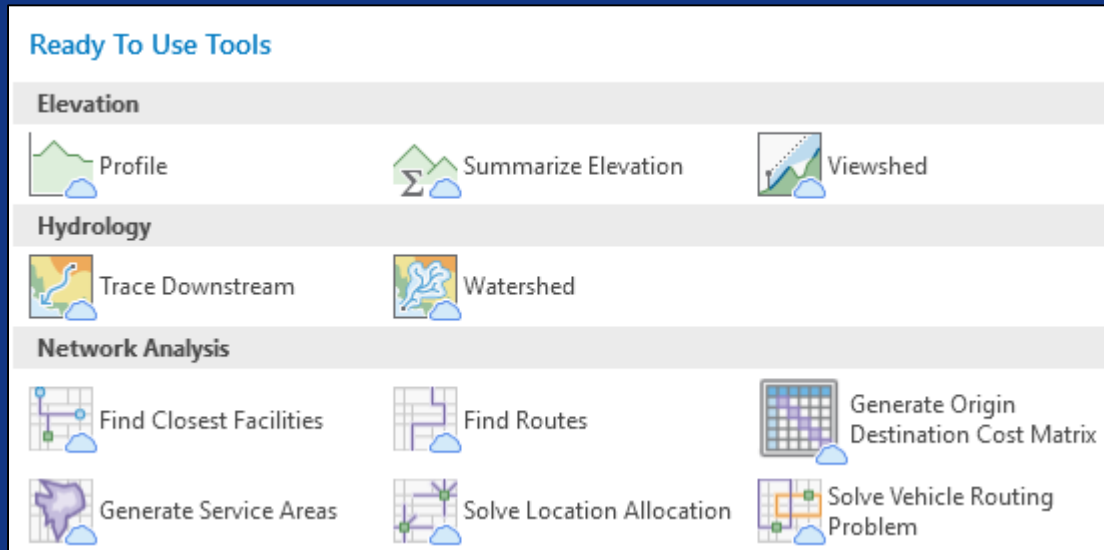 Ready To Use Tools
Elevation
Profile
Σ Summarize Elevation
Viewshed
Hydrology
Trace Downstream
Watershed
Network Analysis
Find Closest Facilities
Find Routes
Generate Origin
Destination Cost Matrix
Generate Service Areas
Solve Location Allocation
Solve Vehicle Routing
Problem